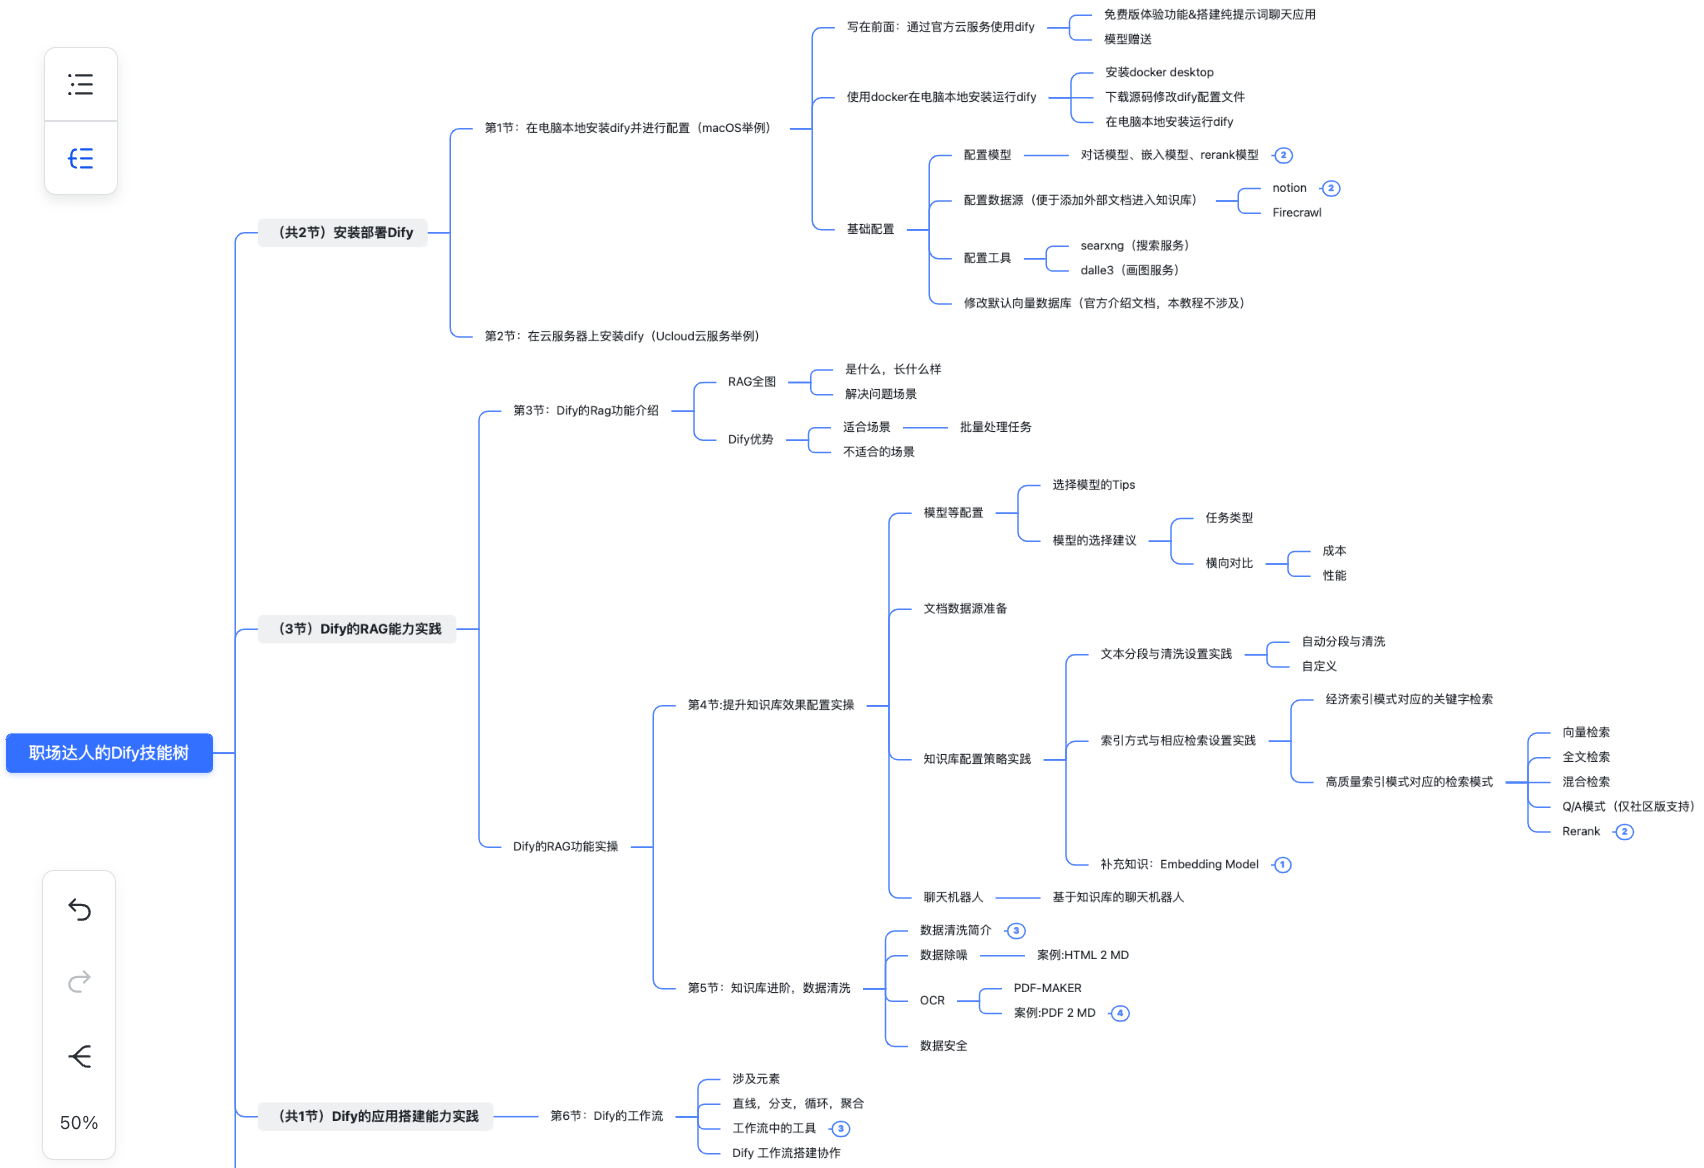 职场达人的Dify技能树
（共2节）安装部署Dify
第1节：在电脑本地安装dify并进行配置（macOS举例）
写在前面：通过官方云服务使用dify
免费版体验功能&搭建纯提示词聊天应用
模型赠送
使用docker在电脑本地安装运行dify
安装docker desktop
下载源码修改dify配置文件
在电脑本地安装运行dify
基础配置
配置模型
对话模型、嵌入模型、rerank模型
2
配置数据源（便于添加外部文档进入知识库）
notion
2
Firecrawl
配置工具
searxng（搜索服务）
dalle3（画图服务）
修改默认向量数据库（官方介绍文档，本教程不涉及）
第2节：在云服务器上安装dify（Ucloud云服务举例）
（3节）Dify的RAG能力实践
第3节：Dify的Rag功能介绍
RAG全图
是什么，长什么样
解决问题场景
Dify优势
适合场景
批量处理任务
不适合的场景
Dify的RAG功能实操
第4节:提升知识库效果配置实操
模型等配置
选择模型的Tips
模型的选择建议
任务类型
横向对比
成本
性能
文档数据源准备
知识库配置策略实践
文本分段与清洗设置实践
自动分段与清洗
自定义
索引方式与相应检索设置实践
经济索引模式对应的关键字检索
高质量索引模式对应的检索模式
向量检索
全文检索
混合检索
Q/A模式（仅社区版支持）
Rerank
2
补充知识：Embedding Model
1
聊天机器人
基于知识库的聊天机器人
第5节：知识库进阶，数据清洗
数据清洗简介
3
数据除噪
案例:HTML 2 MD
OCR
PDF-MAKER
案例:PDF 2 MD
4
数据安全
（共1节）Dify的应用搭建能力实践
第6节：Dify的工作流
涉及元素
直线，分支，循环，聚合
工作流中的工具
3
Dify 工作流搭建协作
50%